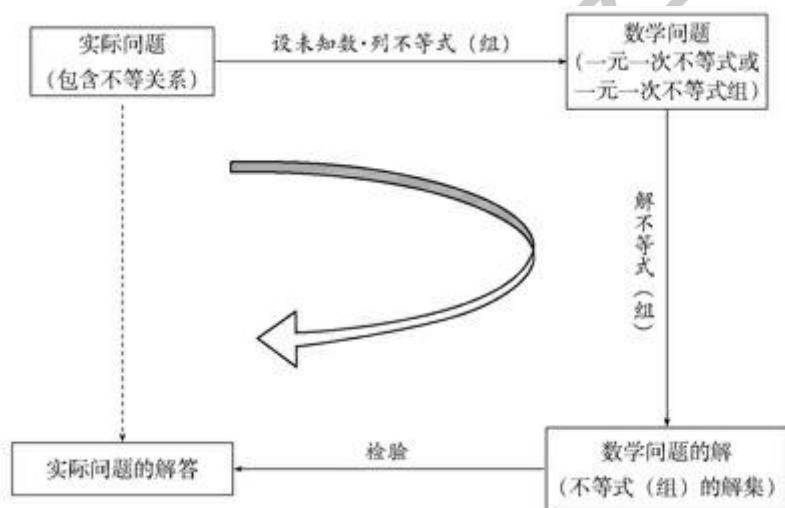 实际问题
(包含不等关系)
设未知数·列不等式(组)
数学问题
(一元一次不等式或
一元一次不等式组)
解不等式(组)
数学问题的解
(不等式(组)的解集)
检验
实际问题的解答